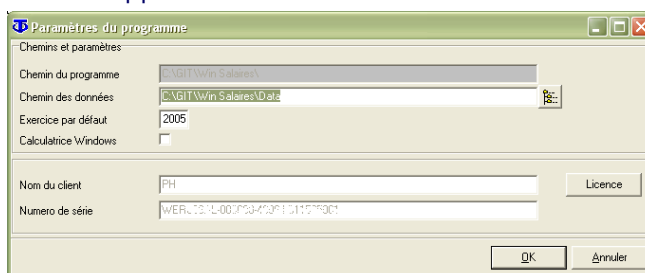 Paramètres du programme
Chemins et paramètres
Chemin du programme C:\GIT\Win Salaires\
Chemin des données C:\GIT\Win Salaires\Data
Exercice par défaut 2005
Calculatrice Windows
Nom du client PH Licence
Numero de série
OK Annuler